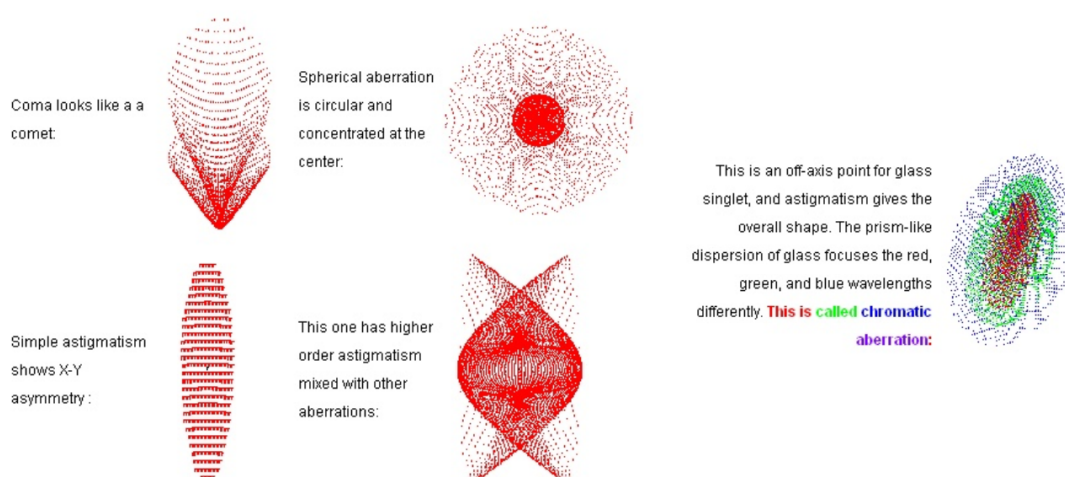 Coma looks like a a
comet:
Spherical aberration
is circular and
concentrated at the
center:
This is an off-axis point for glass
singlet, and astigmatism gives the
overall shape. The prism-like
dispersion of glass focuses the red,
green, and blue wavelengths
differently. This is called chromatic
aberration:
Simple astigmatism
shows X-Y
asymmetry :
This one has higher
order astigmatism
mixed with other
aberrations: